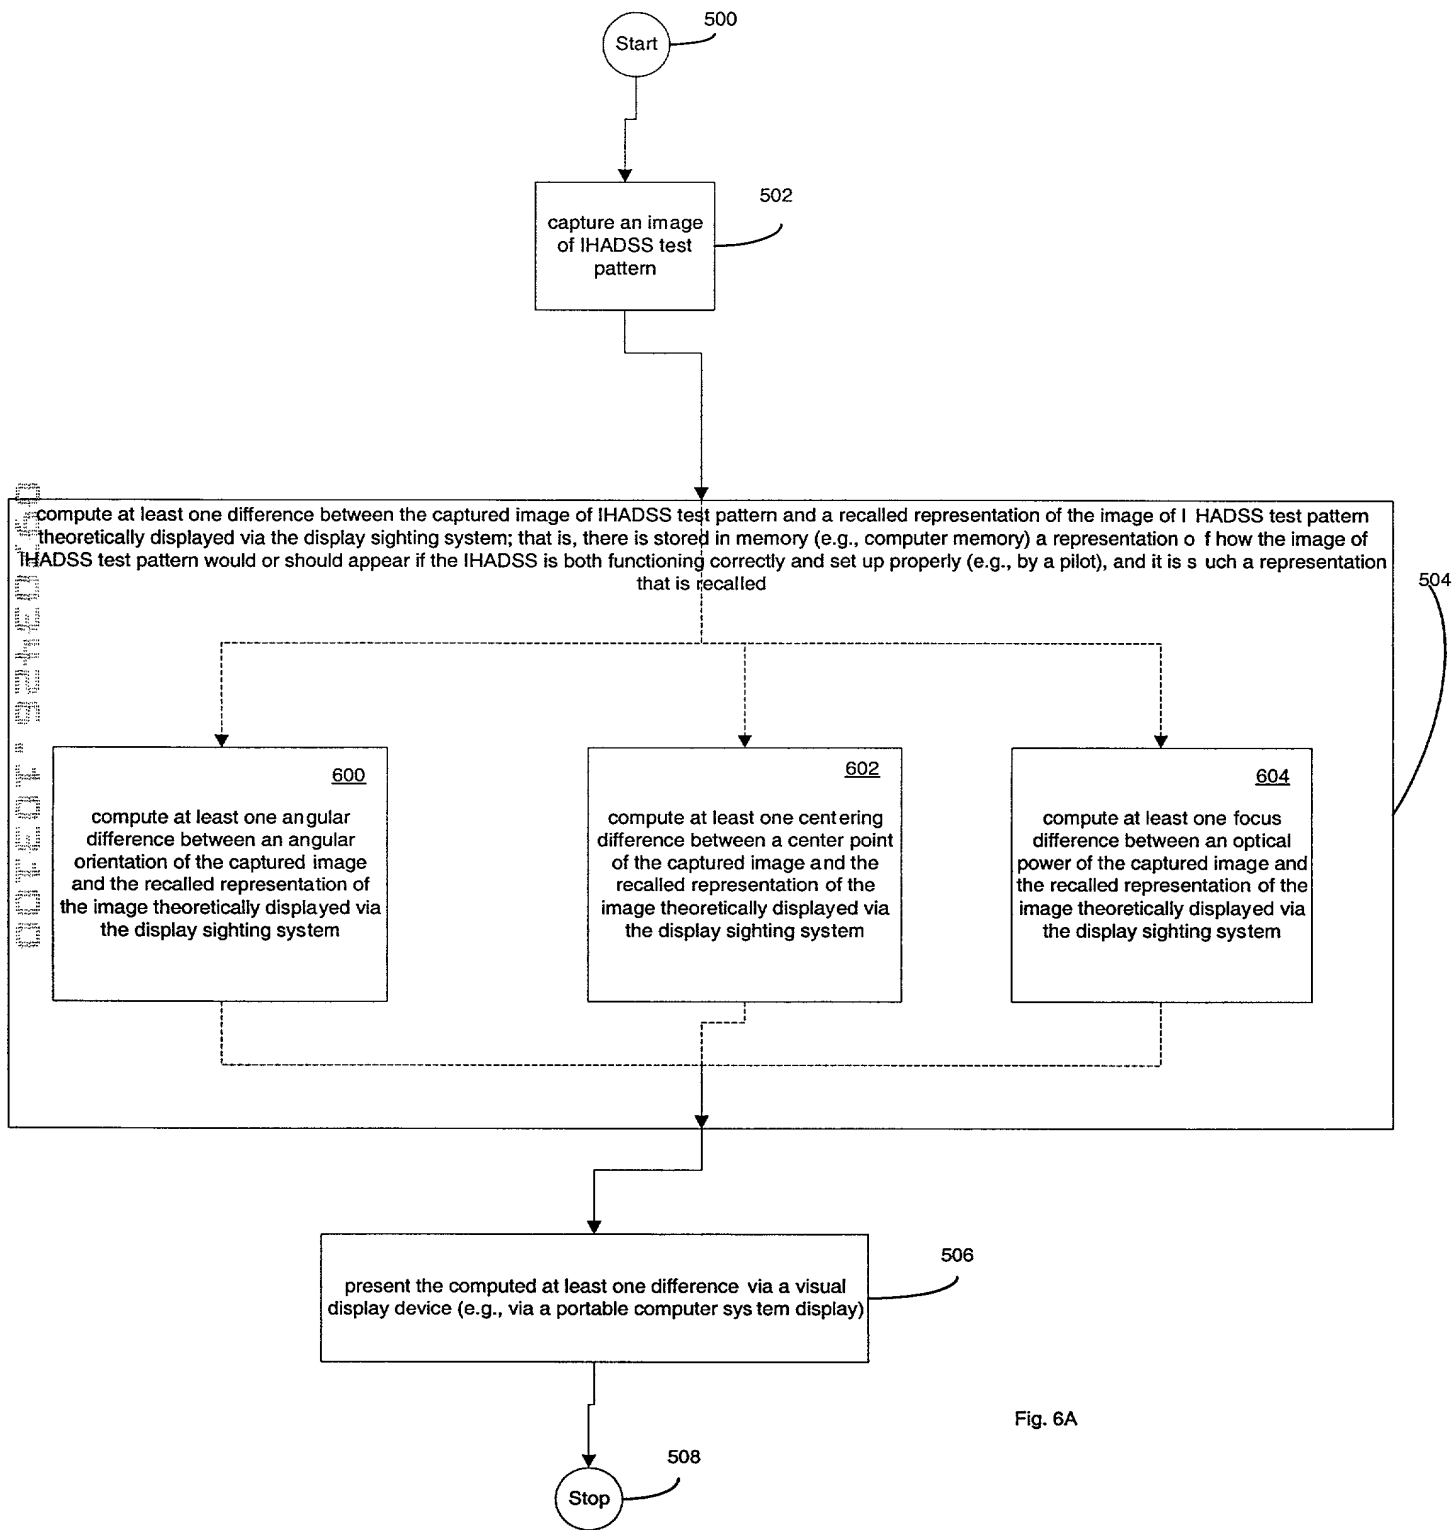 500
Start
502
capture an image
of IHADSS test
pattern
compute at least one difference between the captured image of IHADSS test pattern and a recalled representation of the image of I HADSS test pattern
theoretically displayed via the display sighting system; that is, there is stored in memory (e.g., computer memory) a representation o f how the image of
IHADSS test pattern would or should appear if the IHADSS is both functioning correctly and set up properly (e.g., by a pilot), and it is s uch a representation
that is recalled
504
600
compute at least one angular
difference between an angular
orientation of the captured image
and the recalled representation of
the image theoretically displayed via
the display sighting system
602
compute at least one centering
difference between a center point
of the captured image and the
recalled representation of the
image theoretically displayed via
the display sighting system
604
compute at least one focus
difference between an optical
power of the captured image and
the recalled representation of the
image theoretically displayed via
the display sighting system
506
present the computed at least one difference via a visual
display device (e.g., via a portable computer sys tem display)
Fig. 6A
508
Stop